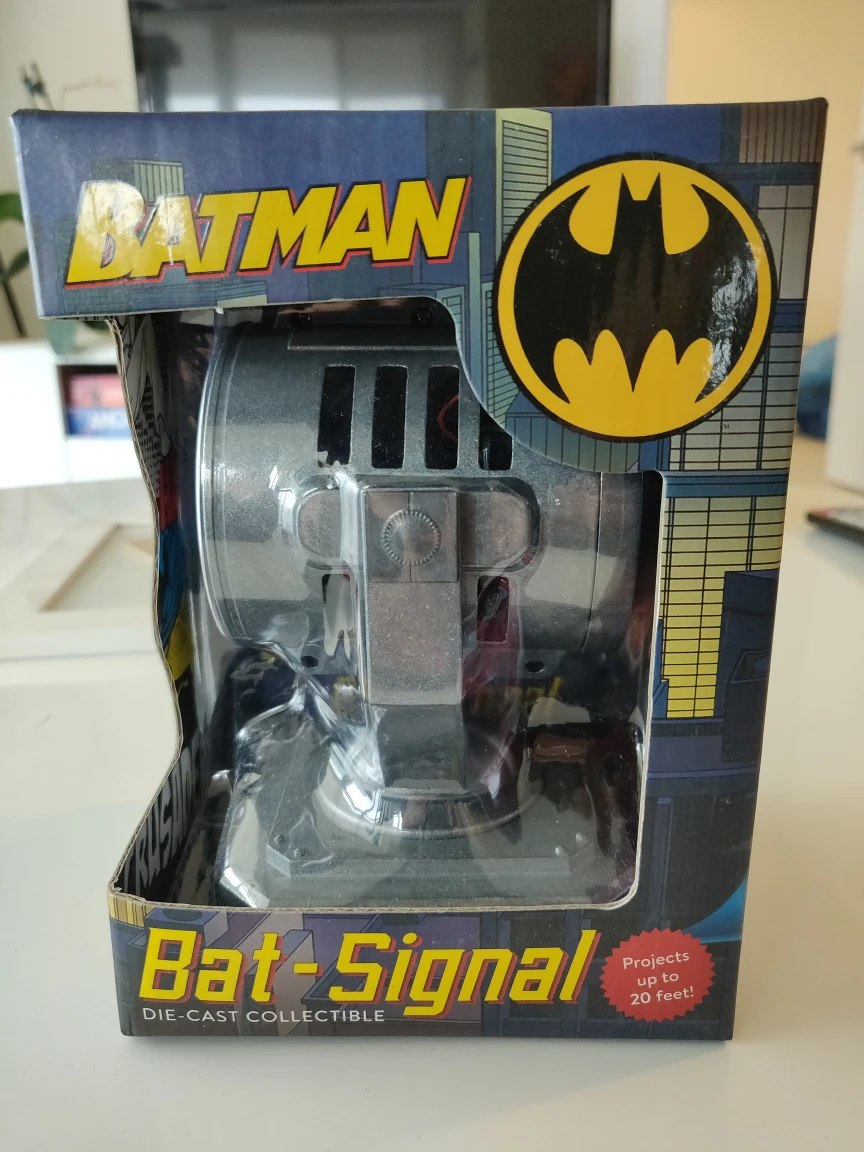 BATMAN
Bat-Signal
DIE-CAST COLLECTIBLE
Projects
up to
20 feet!